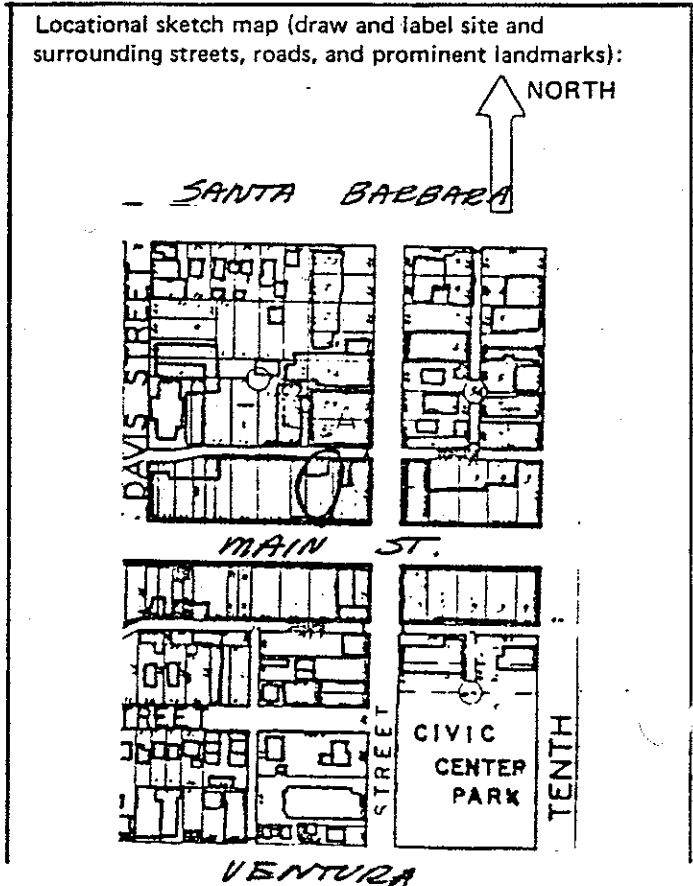 Locational sketch map (draw and label site and
surrounding streets, roads, and prominent landmarks):
NORTH
SANTA BARBARA
DAVIS STREET
MAIN ST.
STREET
CIVIC
CENTER
PARK
TENTH
VENTURA